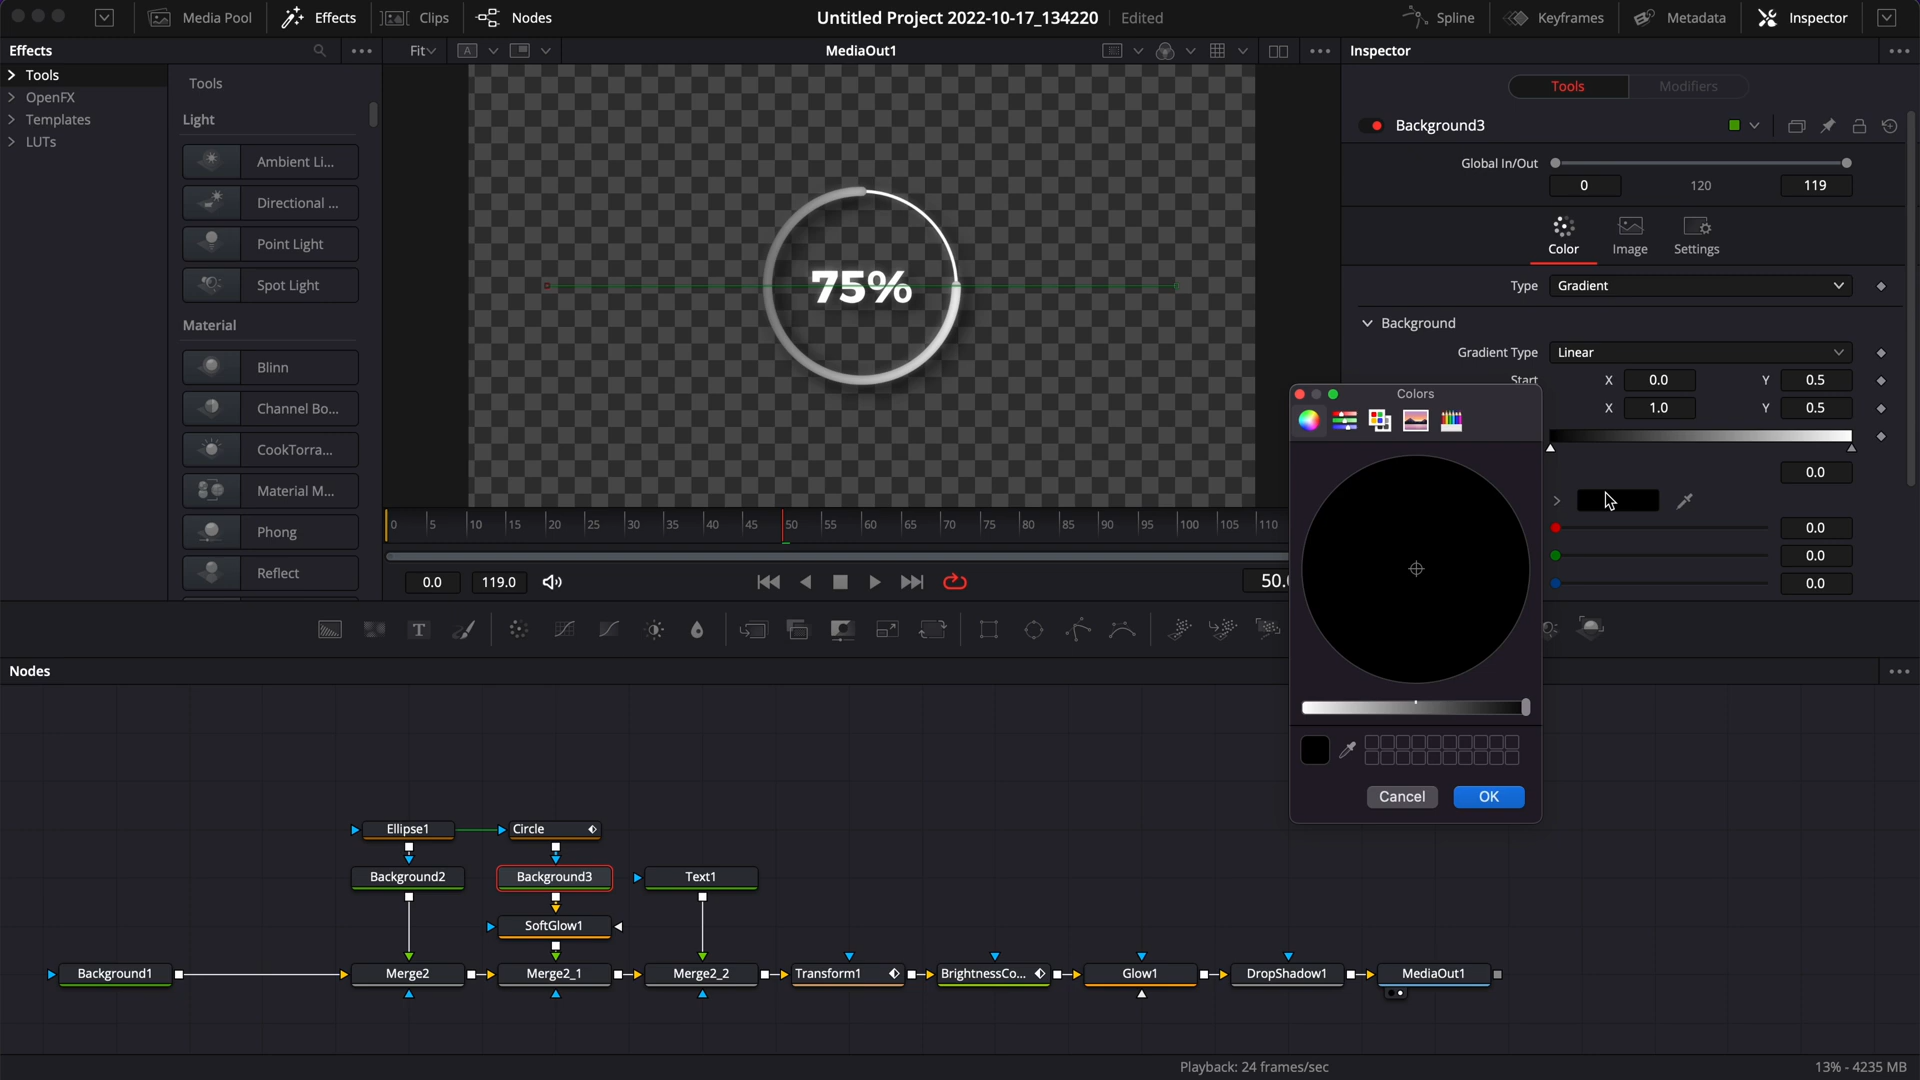 Media Pool
Effects
Clips
Nodes
Untitled Project 2022-10-17_134220
Edited
Spline
Keyframes
Metadata
Inspector
Effects
Fit
A
MediaOut1
Inspector
Tools
OpenFX
Templates
LUTs
Tools
Light
Ambient Li...
Directional ...
Point Light
Spot Light
Material
Blinn
Channel Bo...
CookTorra...
Material M...
Phong
Reflect
75%
0 5 10 15 20 25 30 35 40 45 50 55 60 65 70 75 80 85 90 95 100 105 110
0.0
119.0
50.0
Tools
Modifiers
Background3
Global In/Out
0
120
119
Color
Image
Settings
Type
Gradient
Background
Gradient Type
Linear
Start
X
0.0
Y
0.5
X
1.0
Y
0.5
0.0
0.0
0.0
0.0
Colors
Cancel
OK
T
Nodes
Ellipse1
Circle
Background2
Background3
Text1
SoftGlow1
Background1
Merge2
Merge2_1
Merge2_2
Transform1
BrightnessCo...
Glow1
DropShadow1
MediaOut1
Playback: 24 frames/sec
13% - 4235 MB